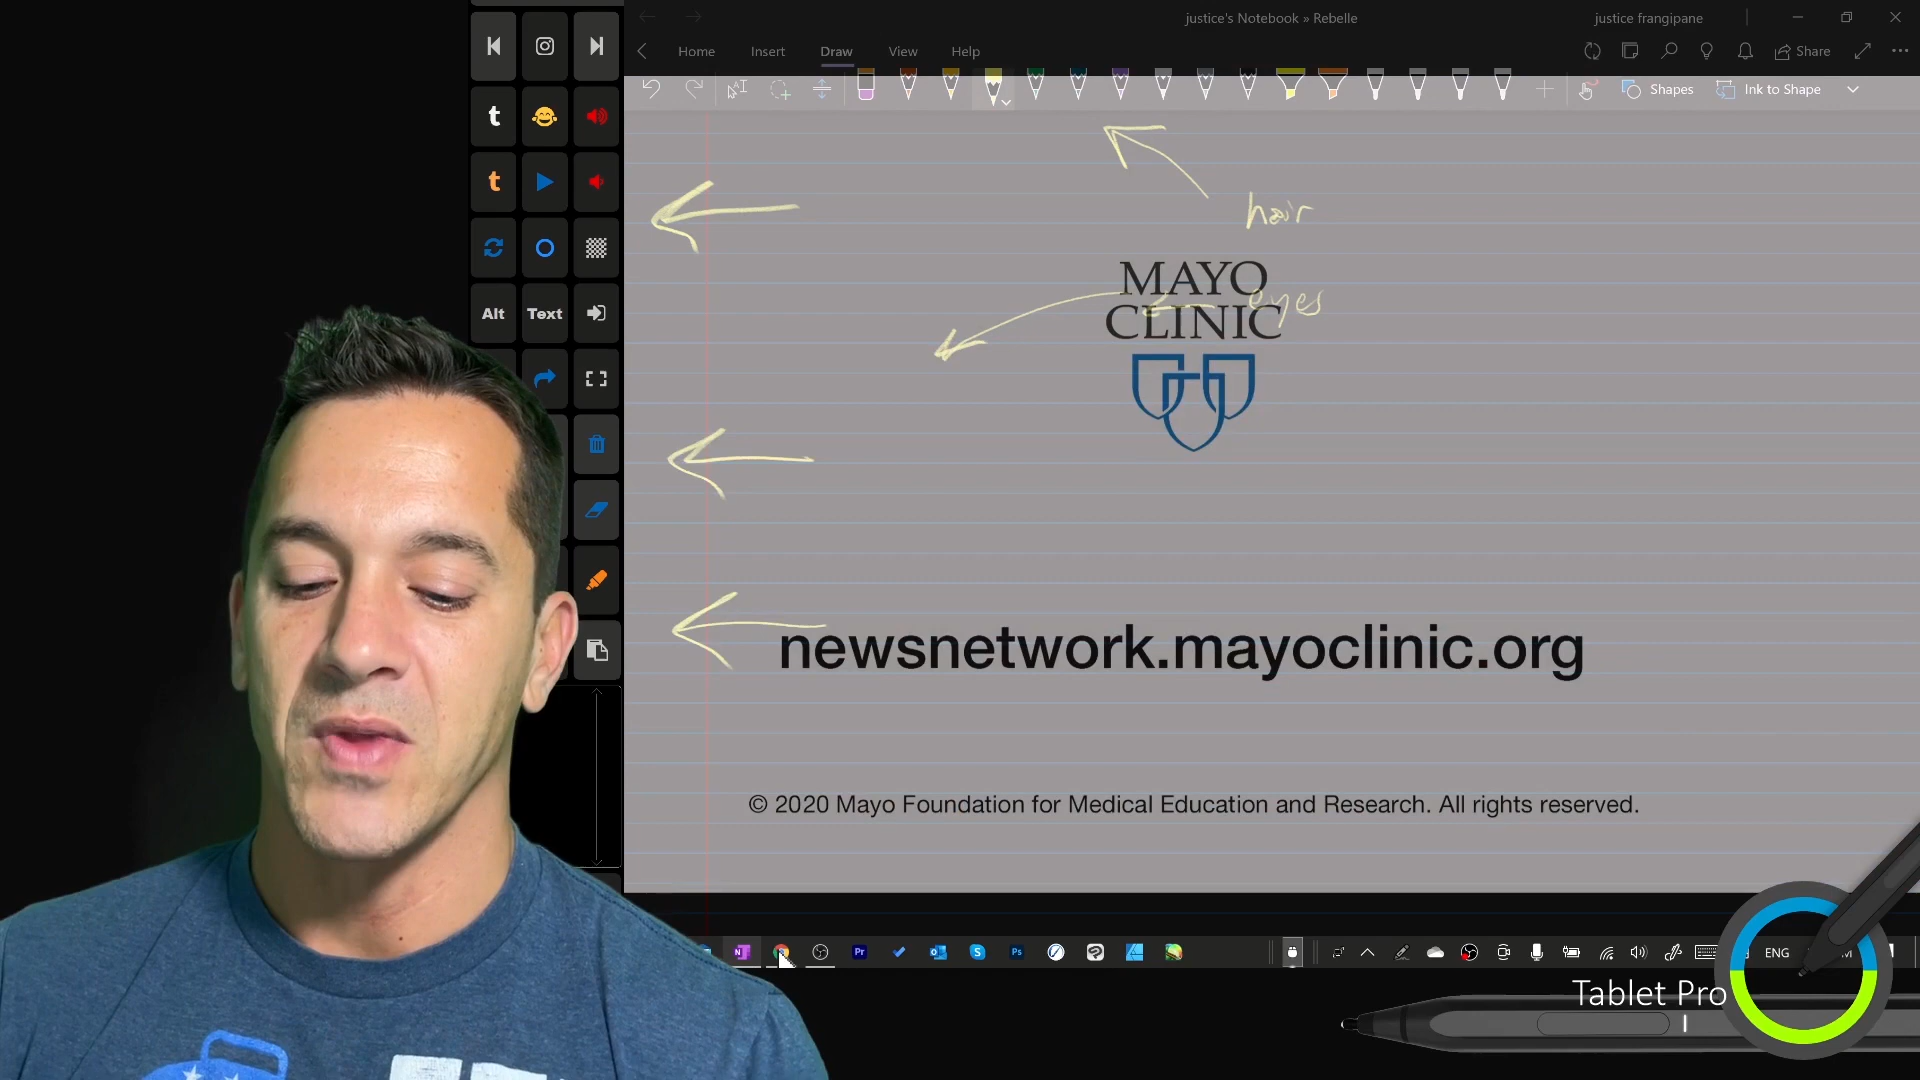 justice's Notebook » Rebelle
justice frangipane
Home
Insert
Draw
View
Help
Share
Shapes
Ink to Shape
t
t
Alt
Text
hair
eyes
MAYO
CLINIC
newsnetwork.mayoclinic.org
© 2020 Mayo Foundation for Medical Education and Research. All rights reserved.
N
Pr
S
Ps
ENG
Tablet Pro